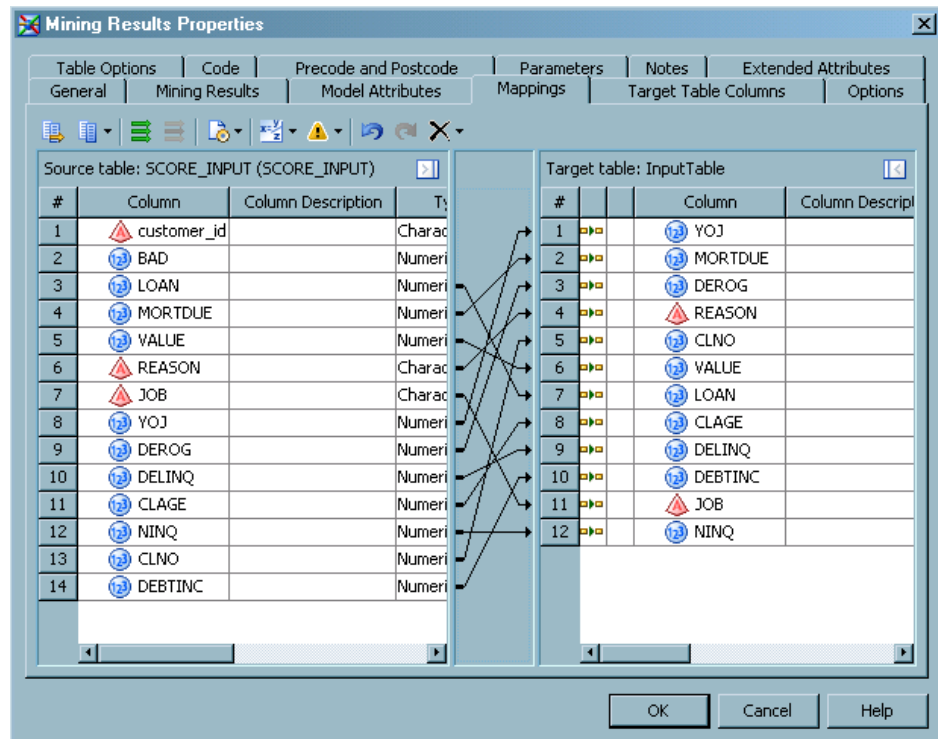 Mining Results Properties
Table Options Code Precode and Postcode Parameters Notes Extended Attributes
General Mining Results Model Attributes Mappings Target Table Columns Options
Source table: SCORE_INPUT (SCORE_INPUT) Target table: InputTable
# Column Column Description Ty # Column Column Descript
1 customer_id Charac 1 YOJ
2 BAD Numeri 2 MORTDUE
3 LOAN Numeri 3 DEROG
4 MORTDUE Numeri 4 REASON
5 VALUE Numeri 5 CLNO
6 REASON Charac 6 VALUE
7 JOB Charac 7 LOAN
8 YOJ Numeri 8 CLAGE
9 DEROG Numeri 9 DELINQ
10 DELINQ Numeri 10 DEBTINC
11 CLAGE Numeri 11 JOB
12 NINQ Numeri 12 NINQ
13 CLNO Numeri
14 DEBTINC Numeri
OK Cancel Help